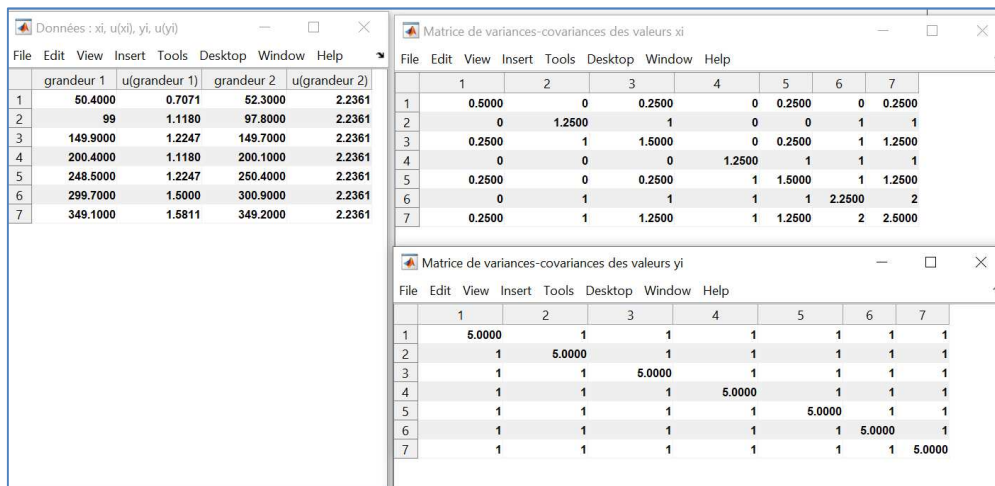 Données : xi, u(xi), yi, u(yi)
File Edit View Insert Tools Desktop Window Help
grandeur 1 u(grandeur 1) grandeur 2 u(grandeur 2)
1 50.4000 0.7071 52.3000 2.2361
2 99 1.1180 97.8000 2.2361
3 149.9000 1.2247 149.7000 2.2361
4 200.4000 1.1180 200.1000 2.2361
5 248.5000 1.2247 250.4000 2.2361
6 299.7000 1.5000 300.9000 2.2361
7 349.1000 1.5811 349.2000 2.2361
Matrice de variances-covariances des valeurs xi
File Edit View Insert Tools Desktop Window Help
1 2 3 4 5 6 7
1 0.5000 0 0.2500 0 0.2500 0 0.2500
2 0 1.2500 1 0 0 1 1
3 0.2500 1 1.5000 0 0.2500 1 1.2500
4 0 0 0 1.2500 1 1 1
5 0.2500 0 0.2500 1 1.5000 1 1.2500
6 0 1 1 1 1 2.2500 2
7 0.2500 1 1.2500 1 1.2500 2 2.5000
Matrice de variances-covariances des valeurs yi
File Edit View Insert Tools Desktop Window Help
1 2 3 4 5 6 7
1 5.0000 1 1 1 1 1 1
2 1 5.0000 1 1 1 1 1
3 1 1 5.0000 1 1 1 1
4 1 1 1 5.0000 1 1 1
5 1 1 1 1 5.0000 1 1
6 1 1 1 1 1 5.0000 1
7 1 1 1 1 1 1 5.0000